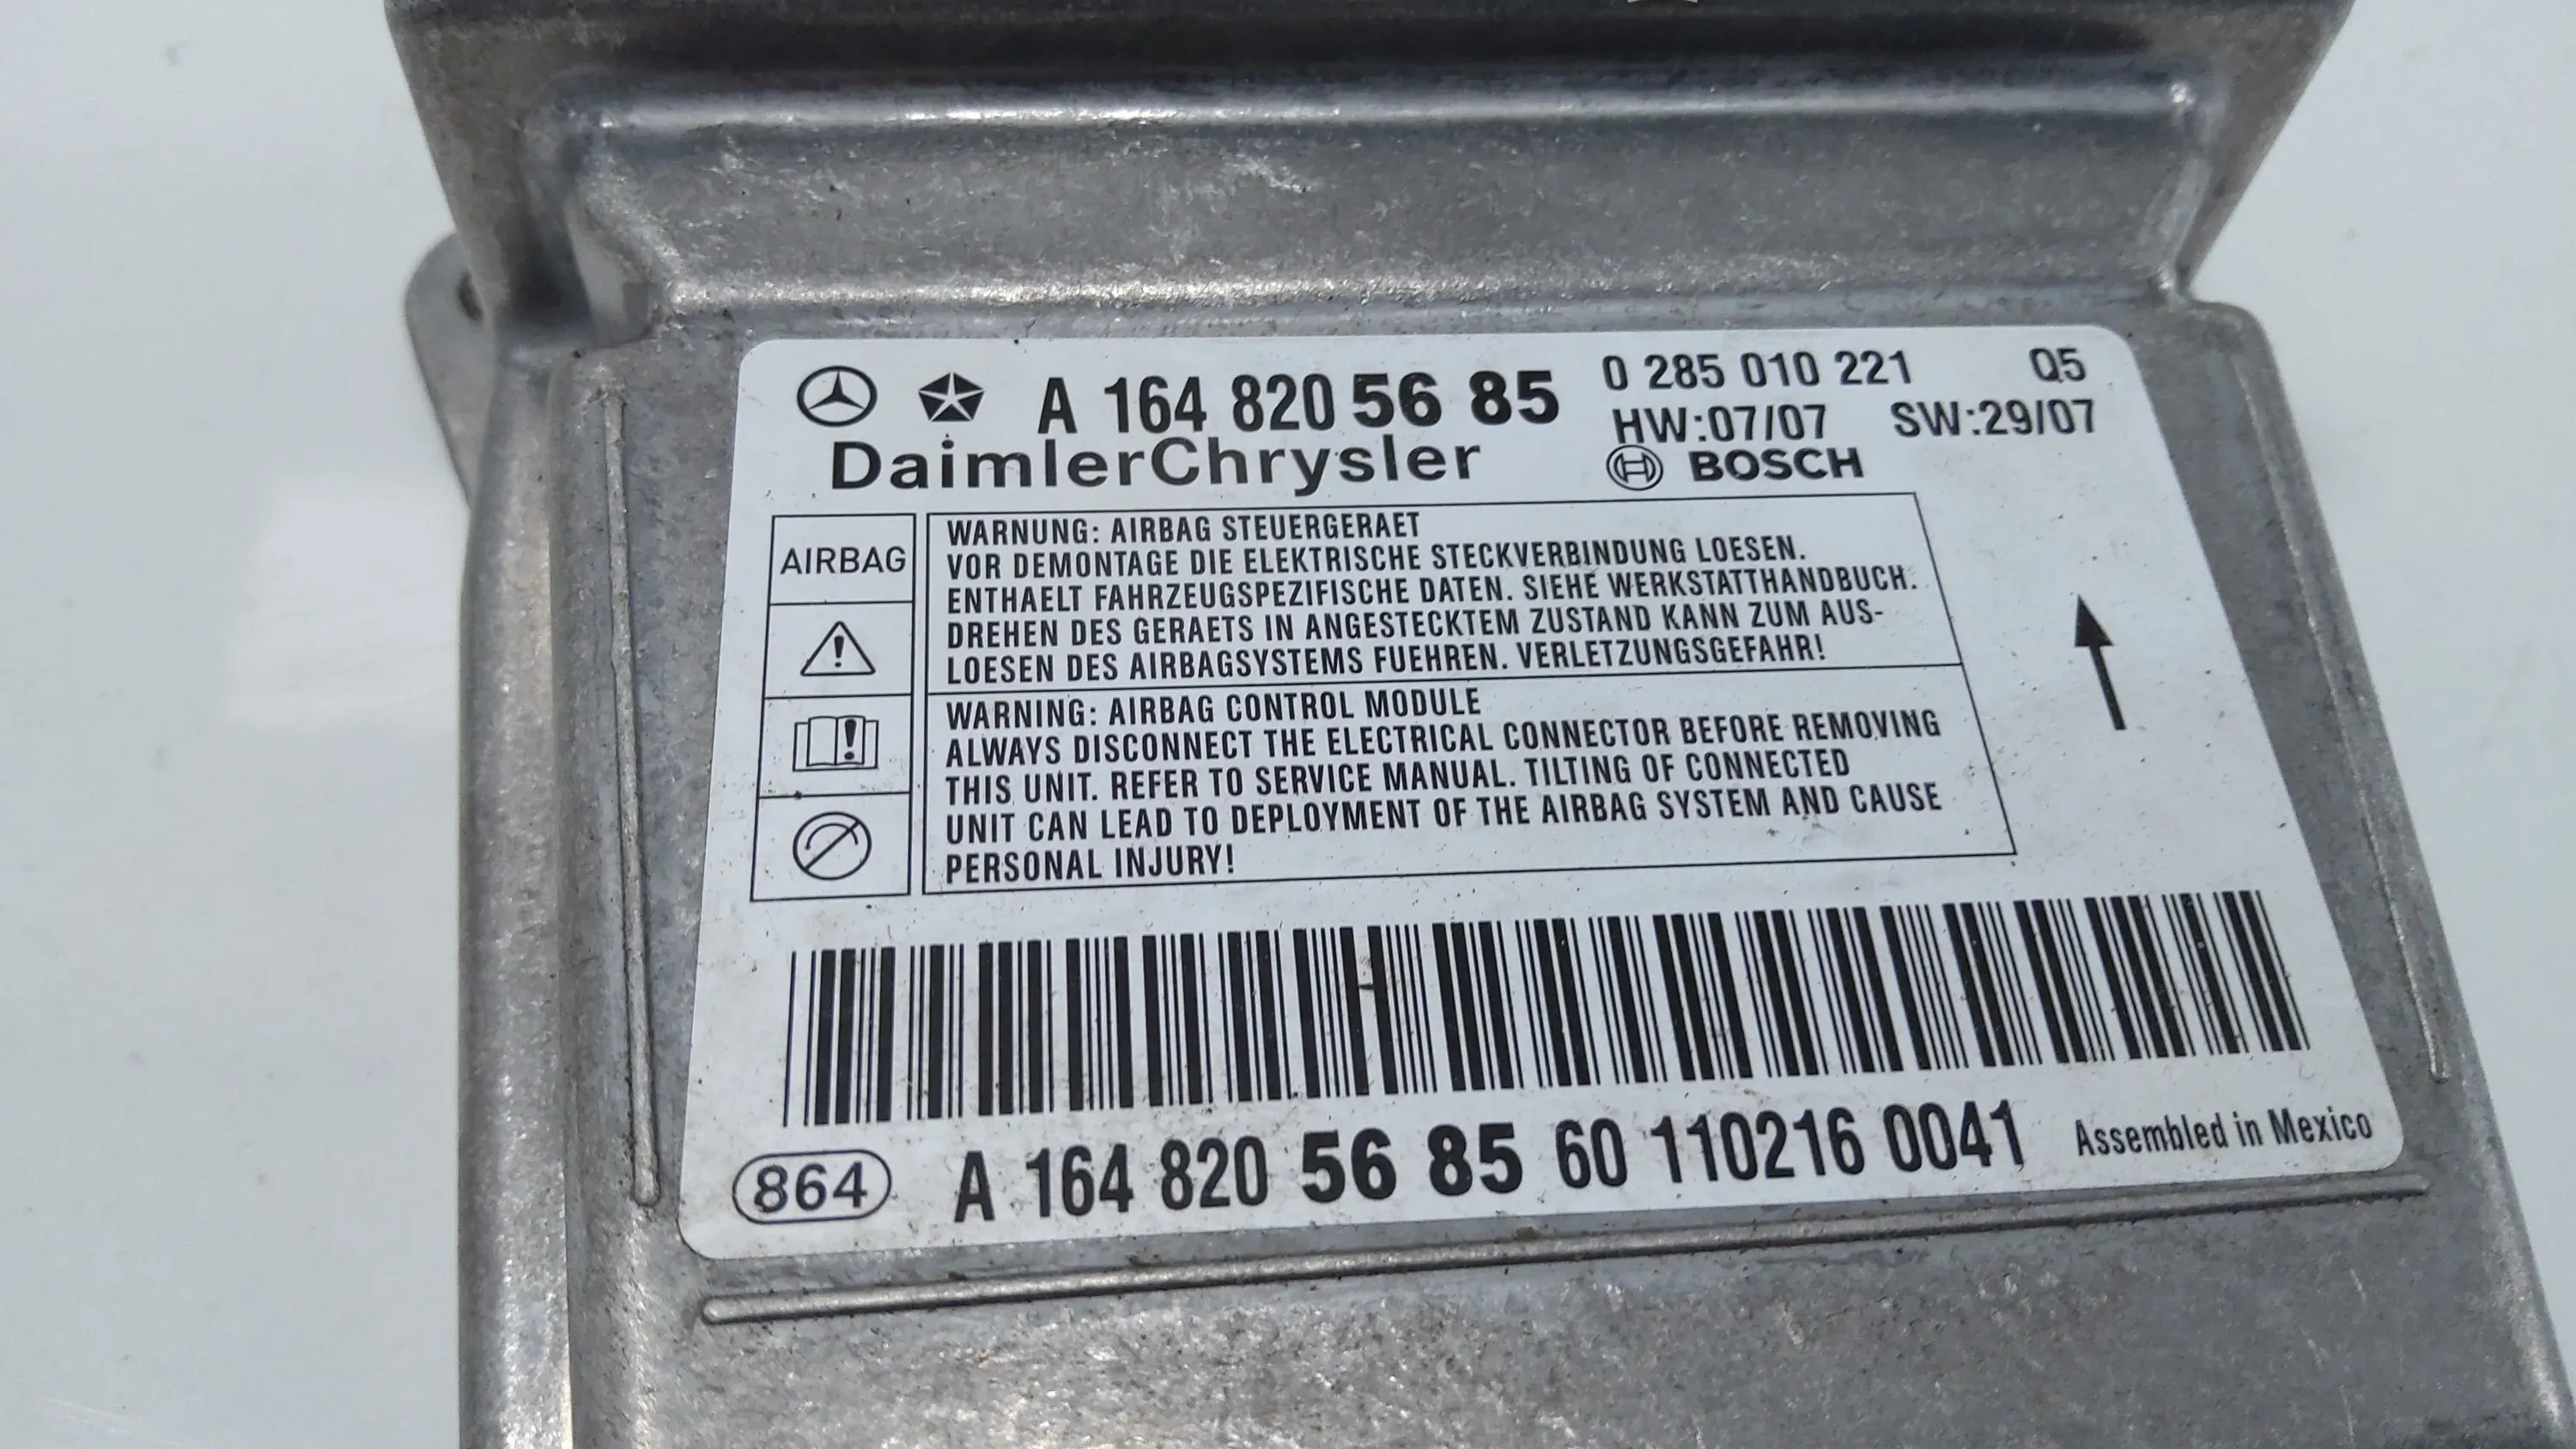 A 164 820 56 85
0 285 010 221 Q5
HW:07/07 SW:29/07
DaimlerChrysler
BOSCH
AIRBAG
WARNUNG: AIRBAG STEUERGERAET
VOR DEMONTAGE DIE ELEKTRISCHE STECKVERBINDUNG LOESEN.
ENTHAELT FAHRZEUGSPEZIFISCHE DATEN. SIEHE WERKSTATTHANDBUCH.
DREHEN DES GERAETS IN ANGESTECKTEM ZUSTAND KANN ZUM AUS-
LOESEN DES AIRBAGSYSTEMS FUEHREN. VERLETZUNGSGEFAHR!
WARNING: AIRBAG CONTROL MODULE
ALWAYS DISCONNECT THE ELECTRICAL CONNECTOR BEFORE REMOVING
THIS UNIT. REFER TO SERVICE MANUAL. TILTING OF CONNECTED
UNIT CAN LEAD TO DEPLOYMENT OF THE AIRBAG SYSTEM AND CAUSE
PERSONAL INJURY!
864 A 164 820 56 85 60 110216 0041 Assembled in Mexico